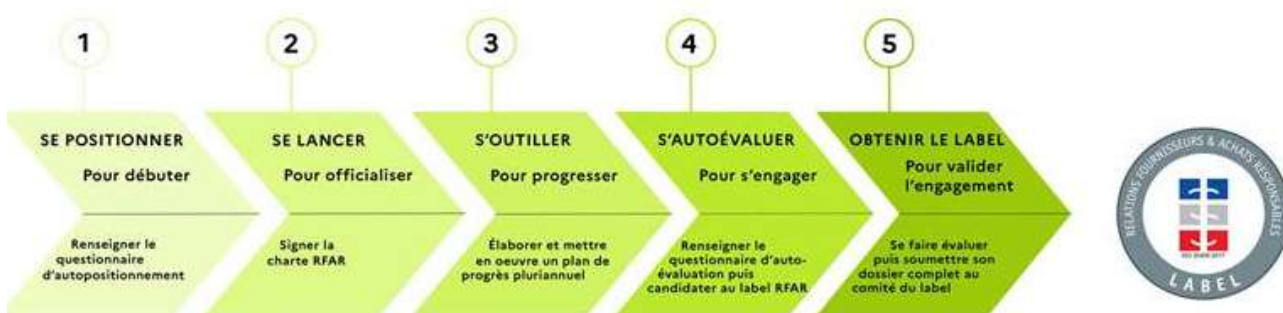 1
SE POSITIONNER
Pour débuter
Renseigner le
questionnaire
d'autopositionnement
2
SE LANCER
Pour officialiser
Signer la
charte RFAR
3
S'OUTILLER
Pour progresser
Élaborer et mettre
en oeuvre un plan de
progrès pluriannuel
4
S'AUTOÉVALUER
Pour s'engager
Renseigner le
questionnaire d'auto-
évaluation puis
candidater au label RFAR
5
OBTENIR LE LABEL
Pour valider
l'engagement
Se faire évaluer
puis soumettre son
dossier complet au
comité du label
RELATIONS FOURNISSEURS & ACHATS RESPONSABLES
LABEL